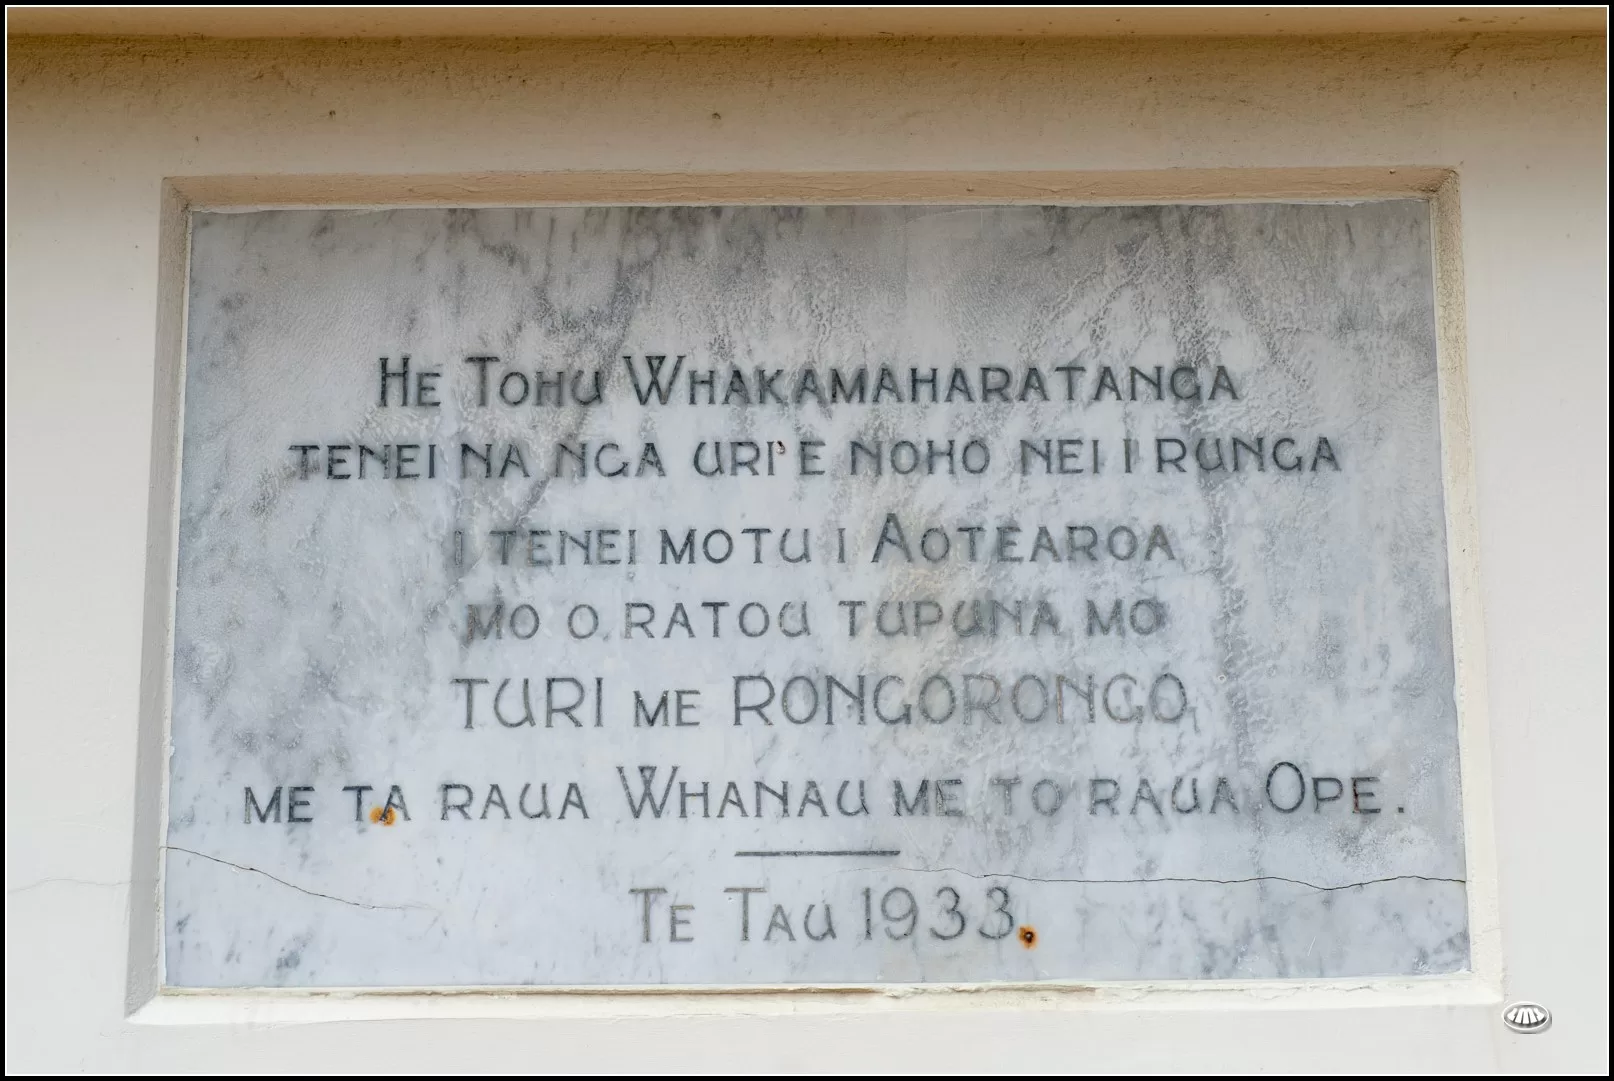 He Tohu Whakamaharatanga
TENEI NA NGA URI E NOHO NEI I RUNGA
I TENEI MOTU I AOTEAROA
MO O RATOU TUPUNA MO
TURI ME RONGORONGO
ME TA RAUA WHANAU ME TO RAUA OPE.
TE TAU 1933.